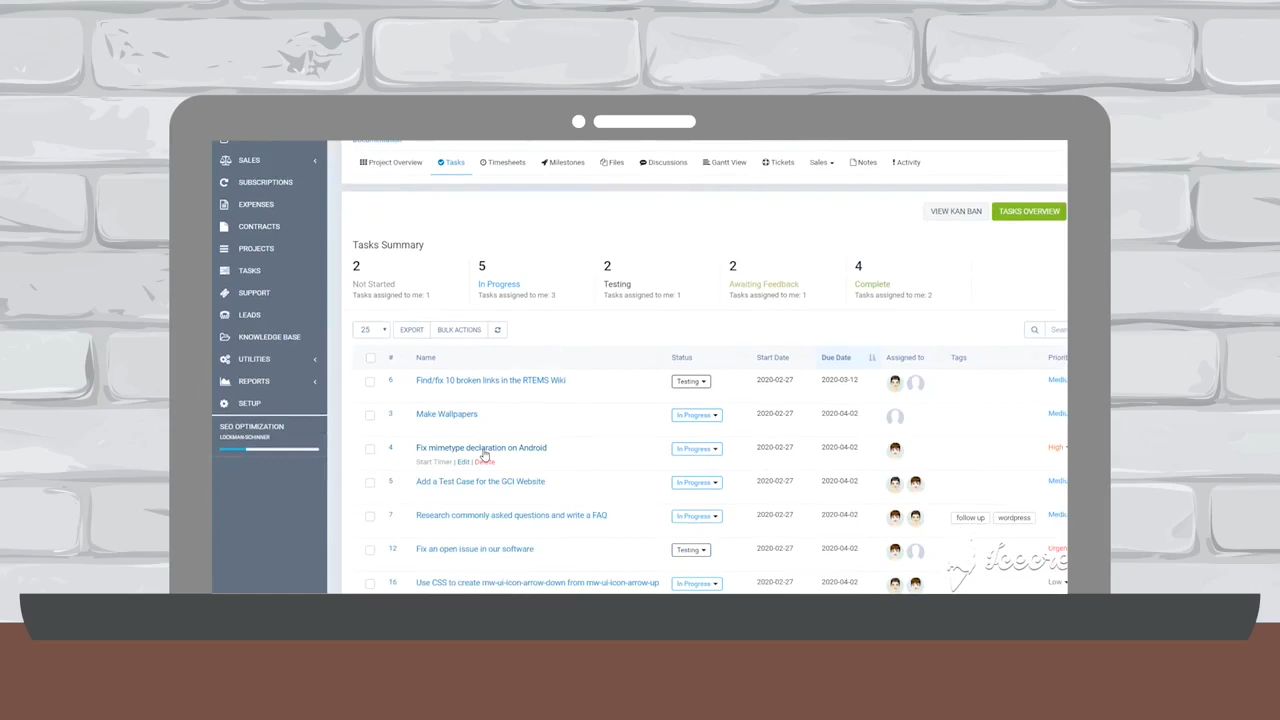 SALES
SUBSCRIPTIONS
EXPENSES
CONTRACTS
PROJECTS
TASKS
SUPPORT
LEADS
KNOWLEDGE BASE
UTILITIES
REPORTS
SETUP
SEO OPTIMIZATION
LOCKMAN-SCHINNER
Project Overview Tasks Timesheets Milestones Files Discussions Gantt View Tickets Sales Notes Activity
VIEW KAN BAN TASKS OVERVIEW
Tasks Summary
2 5 2 2 4
Not Started In Progress Testing Awaiting Feedback Complete
Tasks assigned to me: 1 Tasks assigned to me: 3 Tasks assigned to me: 1 Tasks assigned to me: 1 Tasks assigned to me: 2
25 EXPORT BULK ACTIONS
# Name Status Start Date Due Date Assigned to Tags
6 Find/fix 10 broken links in the RTEMS Wiki Testing 2020-02-27 2020-03-12
3 Make Wallpapers In Progress 2020-02-27 2020-04-02
4 Fix mimetype declaration on Android In Progress 2020-02-27 2020-04-02 High
Start Timer | Edit | Delete
5 Add a Test Case for the GCI Website In Progress 2020-02-27 2020-04-02
7 Research commonly asked questions and write a FAQ In Progress 2020-02-27 2020-04-02 follow up wordpress
12 Fix an open issue in our software Testing 2020-02-27 2020-04-02
16 Use CSS to create mw-ui-icon-arrow-down from mw-ui-icon-arrow-up In Progress 2020-02-27 2020-04-02 Low